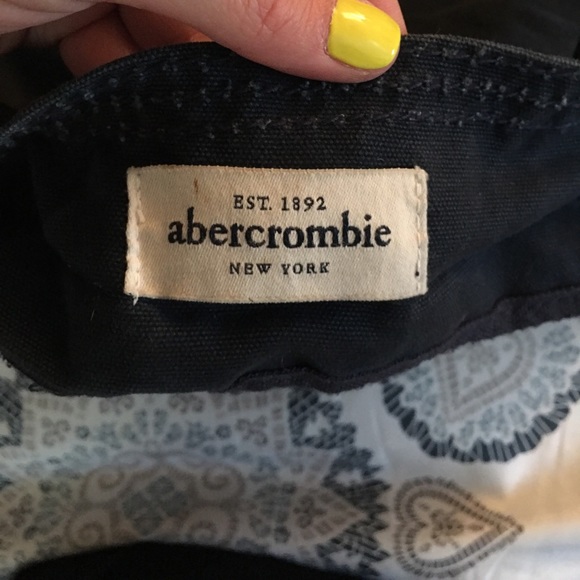 EST. 1892
abercrombie
NEW YORK